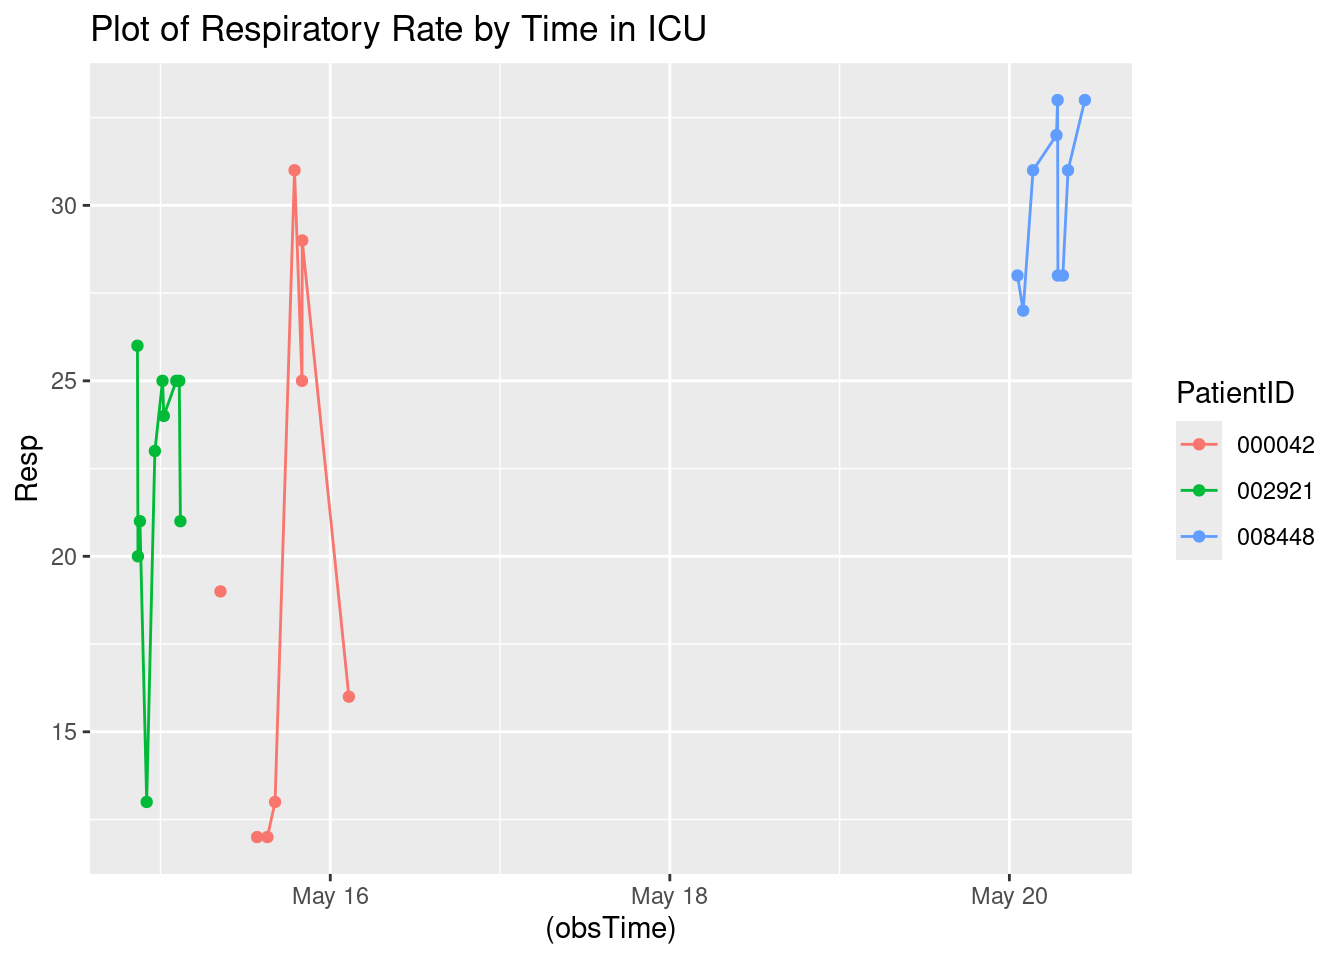 Plot of Respiratory Rate by Time in ICU
30
25
20
15
Resp
May 16
May 18
May 20
(obsTime)
PatientID
000042
002921
008448